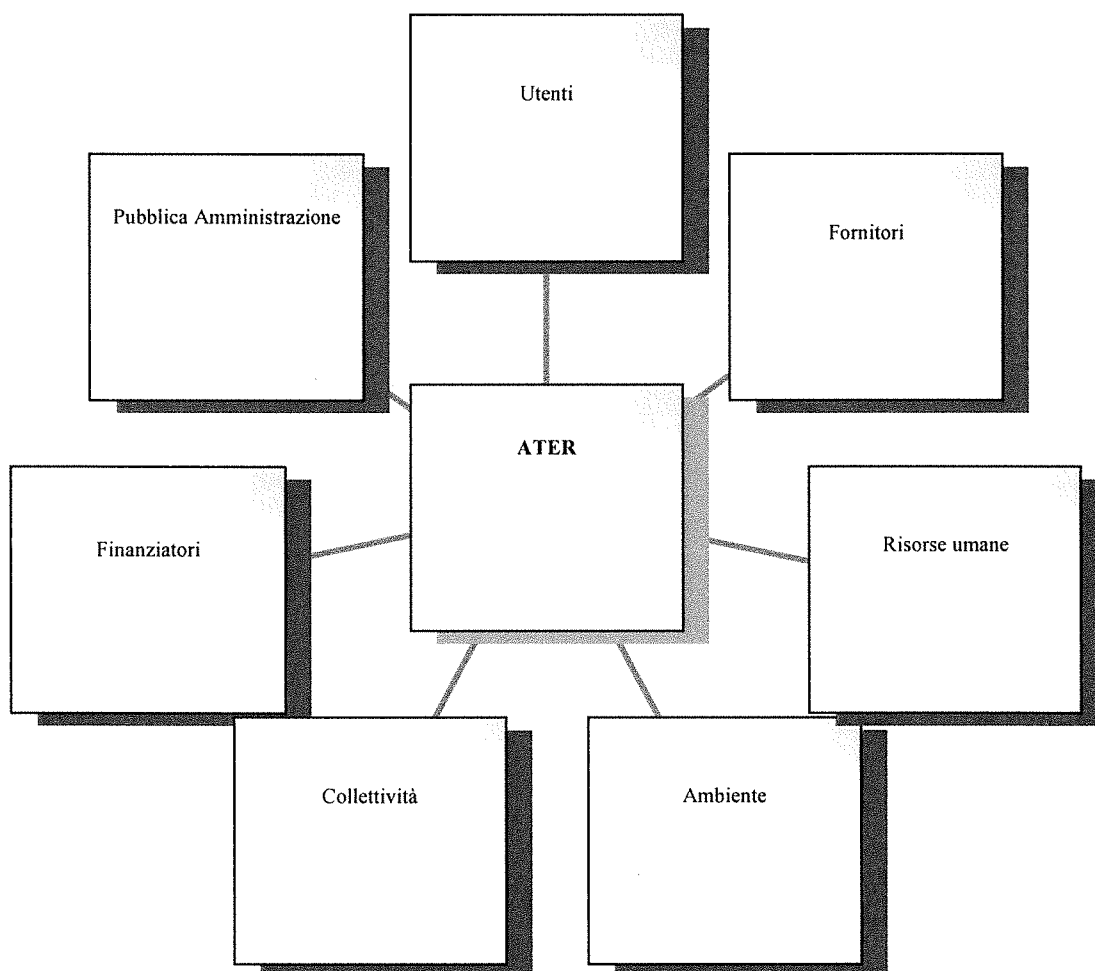 Utenti
Pubblica Amministrazione
Fornitori
ATER
Finanziatori
Risorse umane
Collettività
Ambiente